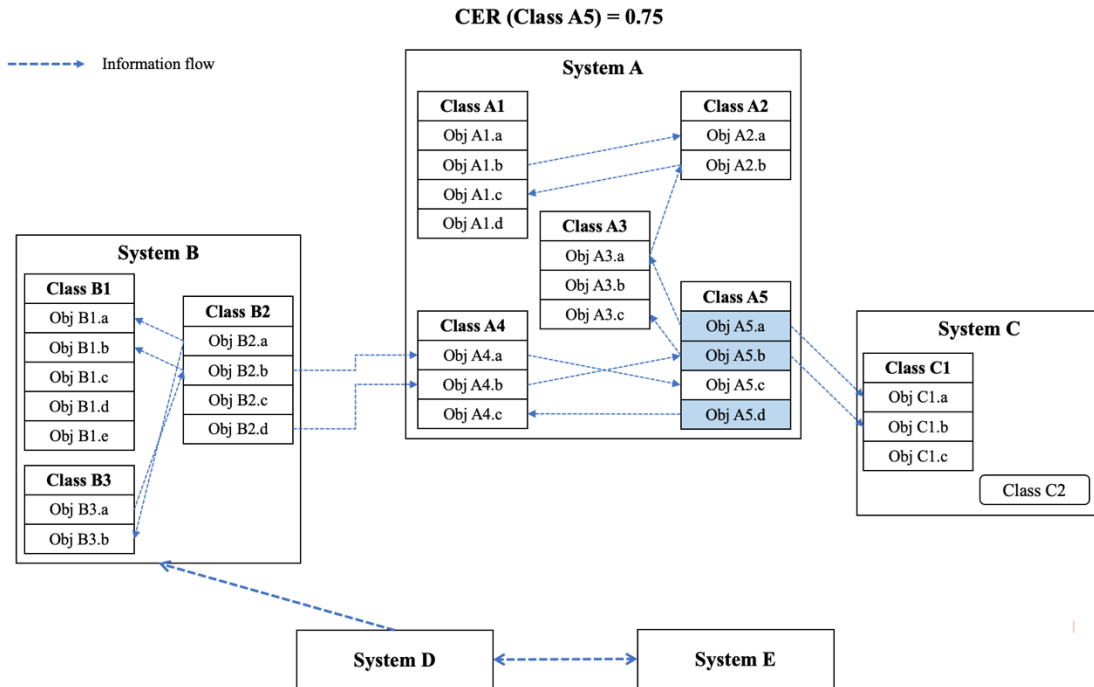 CER (Class A5) = 0.75
Information flow
System A
Class A1
Obj A1.a
Obj A1.b
Obj A1.c
Obj A1.d
Class A2
Obj A2.a
Obj A2.b
Class A3
Obj A3.a
Obj A3.b
Obj A3.c
Class A4
Obj A4.a
Obj A4.b
Obj A4.c
Class A5
Obj A5.a
Obj A5.b
Obj A5.c
Obj A5.d
System B
Class B1
Obj B1.a
Obj B1.b
Obj B1.c
Obj B1.d
Obj B1.e
Class B2
Obj B2.a
Obj B2.b
Obj B2.c
Obj B2.d
Class B3
Obj B3.a
Obj B3.b
System C
Class C1
Obj C1.a
Obj C1.b
Obj C1.c
Class C2
System D
System E